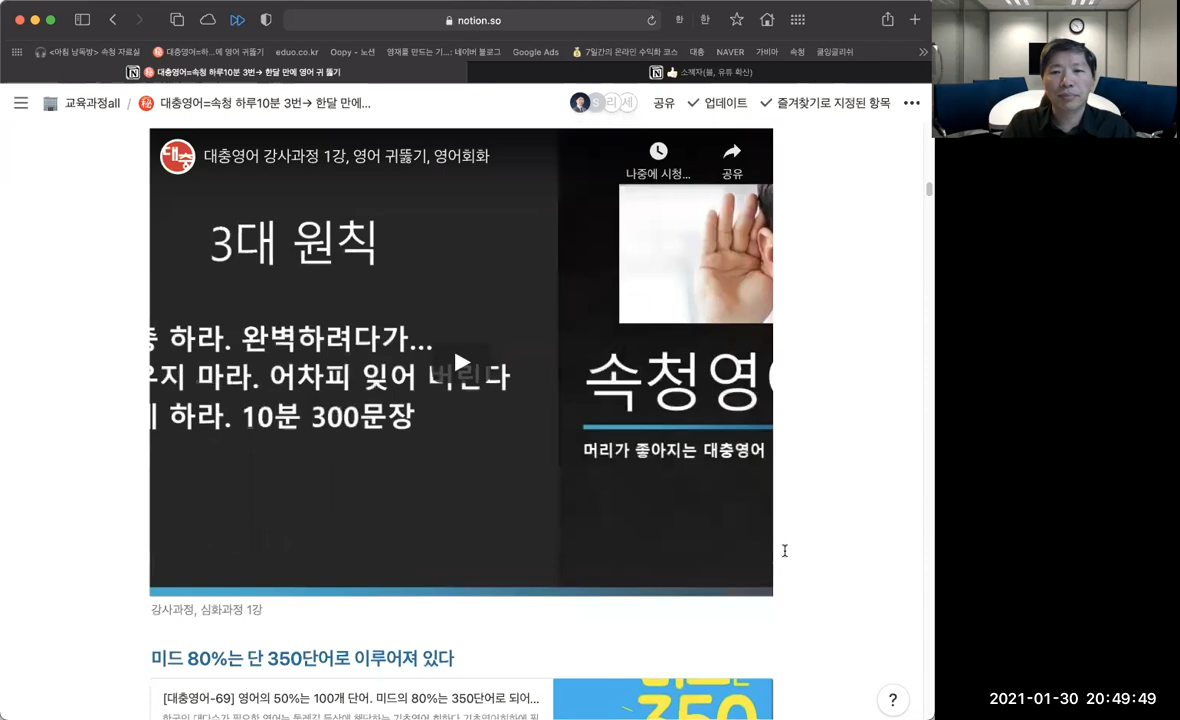 notion.so
<아침 낭독방> 속청 자료실
대충영어=하...에 영어 귀뚫기
eduo.co.kr
Oopy - 노션
영재를 만드는 기...: 네이버 블로그
Google Ads
7일간의 온라인 수익화 코스
대충
NAVER
가비아
속청
쿨잉글리쉬
대충영어=속청 하루10분 3번→ 한달 만에 영어 귀 뚫기
소책자(블, 유튜 확신)
교육과정all / 대충영어=속청 하루10분 3번→ 한달 만에...
공유
업데이트
즐겨찾기로 지정된 항목
대충
대충영어 강사과정 1강, 영어 귀뚫기, 영어회화
나중에 시청...
공유
3대 원칙
하라. 완벽하려다가...
마라. 어차피 잊어 버린다
하라. 10분 300문장
속청영
머리가 좋아지는 대충영어
강사과정, 심화과정 1강
미드 80%는 단 350단어로 이루어져 있다
[대충영어-69] 영어의 50%는 100개 단어. 미드의 80%는 350단어로 되어...
350
?
2021-01-30 20:49:49